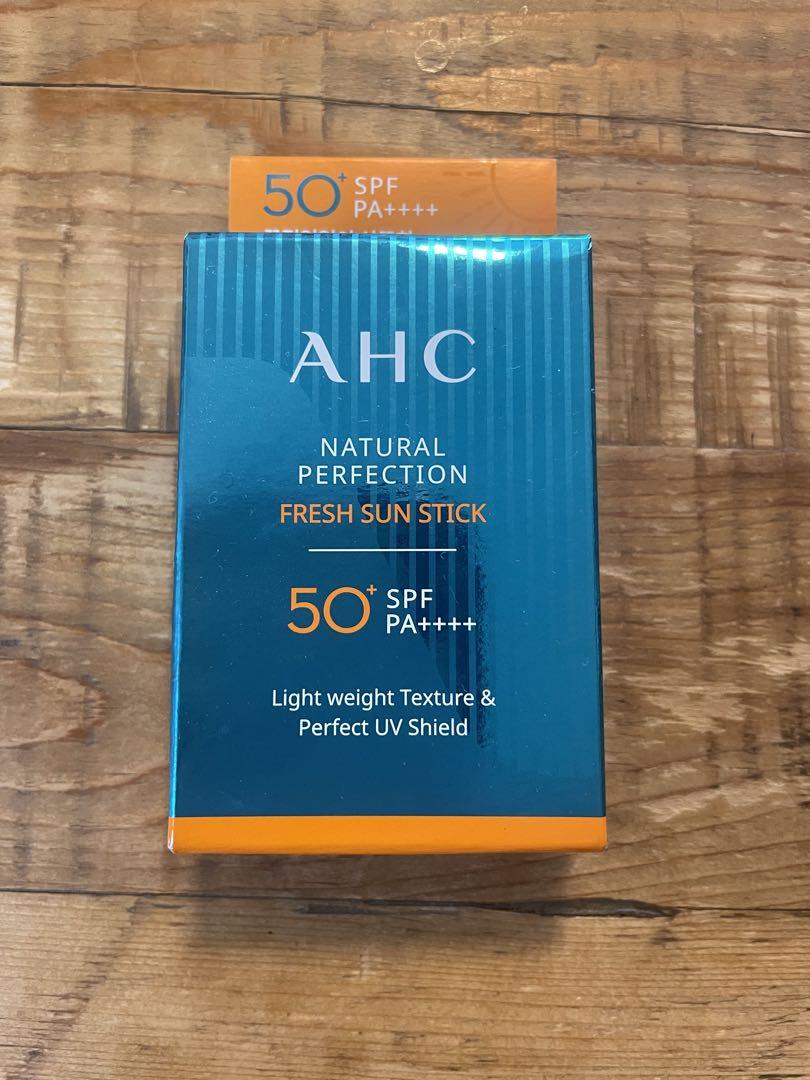 50+ SPF
PA++++
AHC
NATURAL
PERFECTION
FRESH SUN STICK
50+ SPF
PA++++
Light weight Texture &
Perfect UV Shield